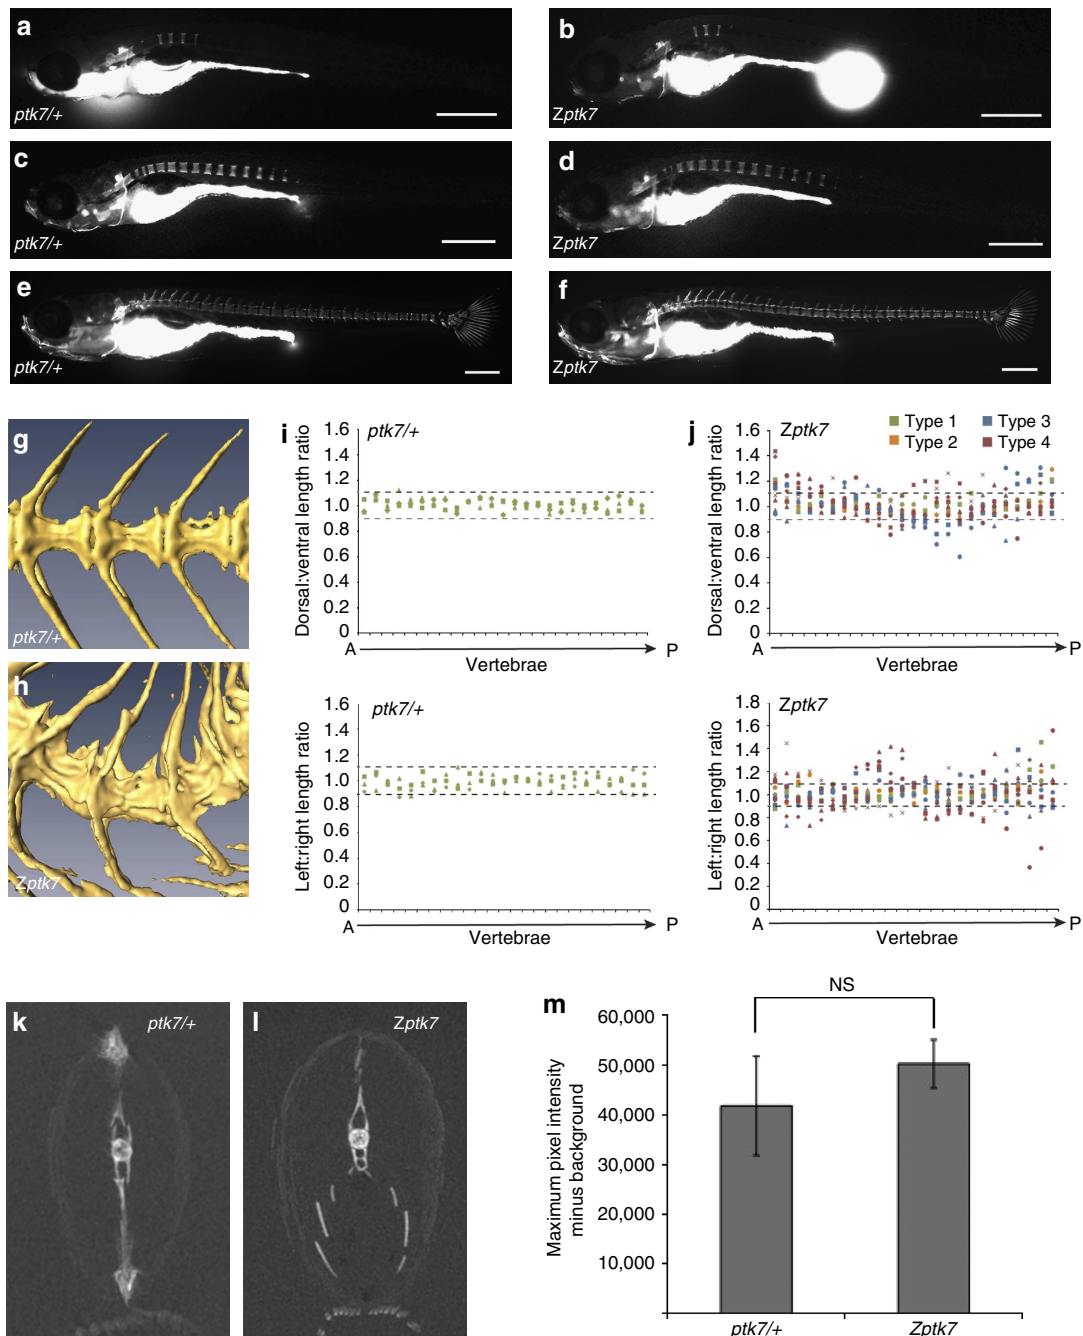 a
ptk7/+
b
Zptk7
c
ptk7/+
d
Zptk7
e
ptk7/+
f
Zptk7
g
ptk7/+
h
Zptk7
i
ptk7/+
Dorsal:ventral length ratio
1.6
1.4
1.2
1.0
0.8
0.6
0.4
0.2
0
A
P
Vertebrae
ptk7/+
Left:right length ratio
1.6
1.4
1.2
1.0
0.8
0.6
0.4
0.2
0
A
P
Vertebrae
j
Zptk7
Type 1
Type 2
Type 3
Type 4
Dorsal:ventral length ratio
1.6
1.4
1.2
1.0
0.8
0.6
0.4
0.2
0
A
P
Vertebrae
Zptk7
Left:right length ratio
1.8
1.6
1.4
1.2
1.0
0.8
0.6
0.4
0.2
0
A
P
Vertebrae
k
ptk7/+
l
Zptk7
m
NS
Maximum pixel intensity
minus background
60,000
50,000
40,000
30,000
20,000
10,000
ptk7/+
Zptk7